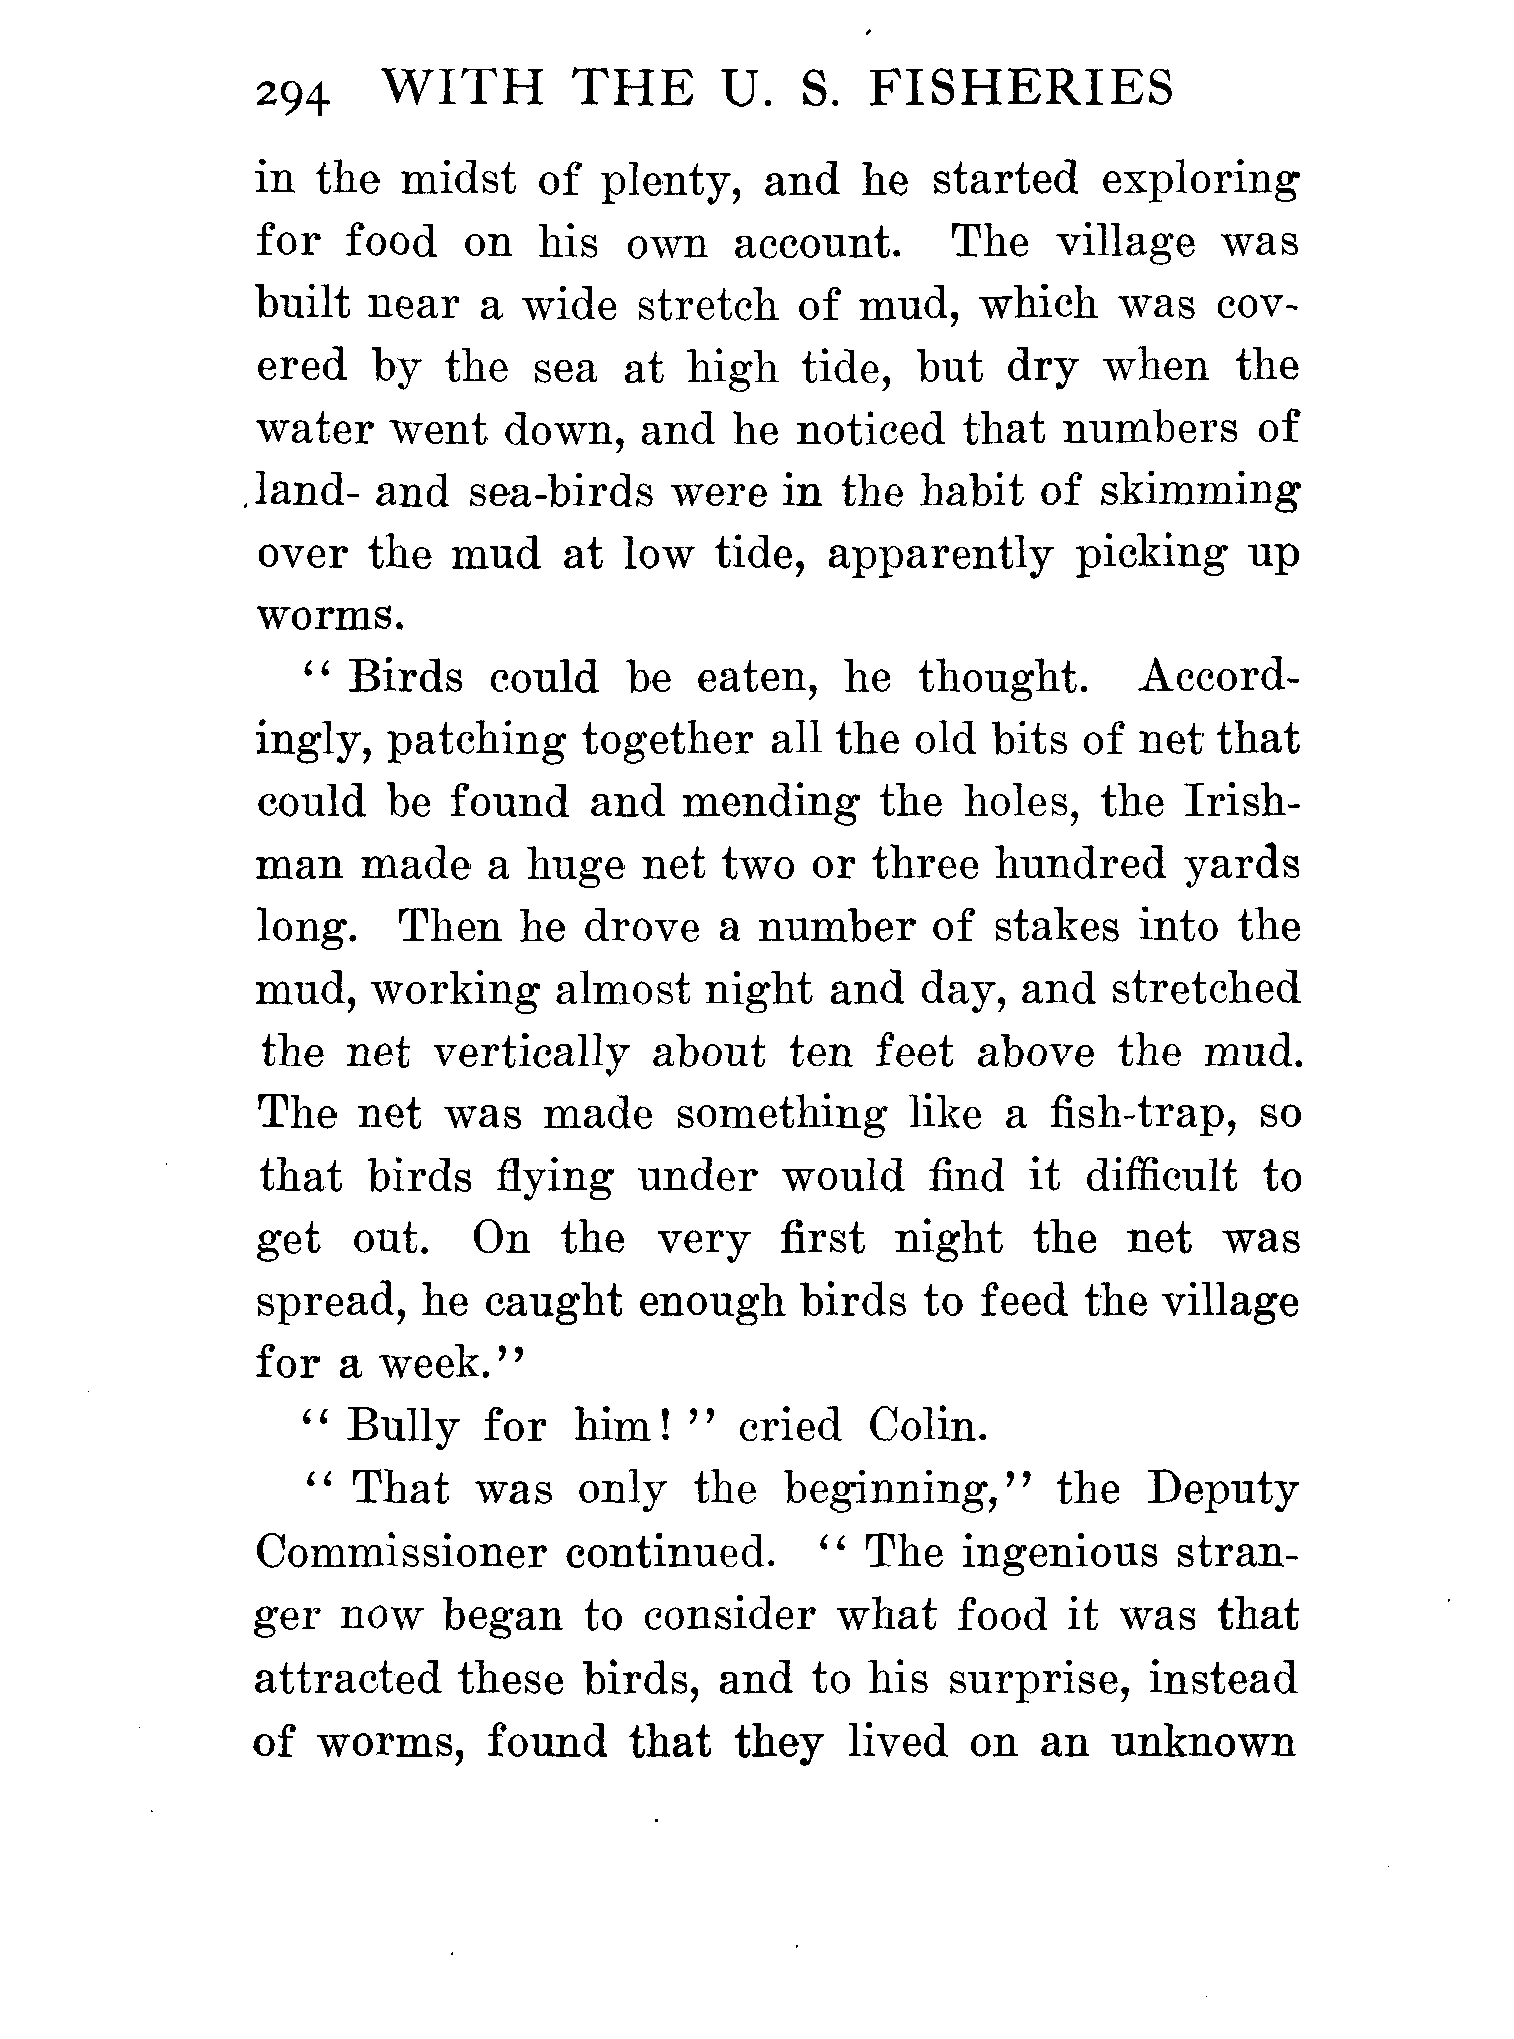 294 WITH THE U. S. FISHERIES
in the midst of plenty, and he started exploring
for food on his own account. The village was
built near a wide stretch of mud, which was cov-
ered by the sea at high tide, but dry when the
water went down, and he noticed that numbers of
land- and sea-birds were in the habit of skimming
over the mud at low tide, apparently picking up
worms.
“ Birds could be eaten, he thought. Accord-
ingly, patching together all the old bits of net that
could be found and mending the holes, the Irish-
man made a huge net two or three hundred yards
long. Then he drove a number of stakes into the
mud, working almost night and day, and stretched
the net vertically about ten feet above the mud.
The net was made something like a fish-trap, so
that birds flying under would find it difficult to
get out. On the very first night the net was
spread, he caught enough birds to feed the village
for a week.”
“ Bully for him! ” cried Colin.
“ That was only the beginning,” the Deputy
Commissioner continued. “ The ingenious stran-
ger now began to consider what food it was that
attracted these birds, and to his surprise, instead
of worms, found that they lived on an unknown